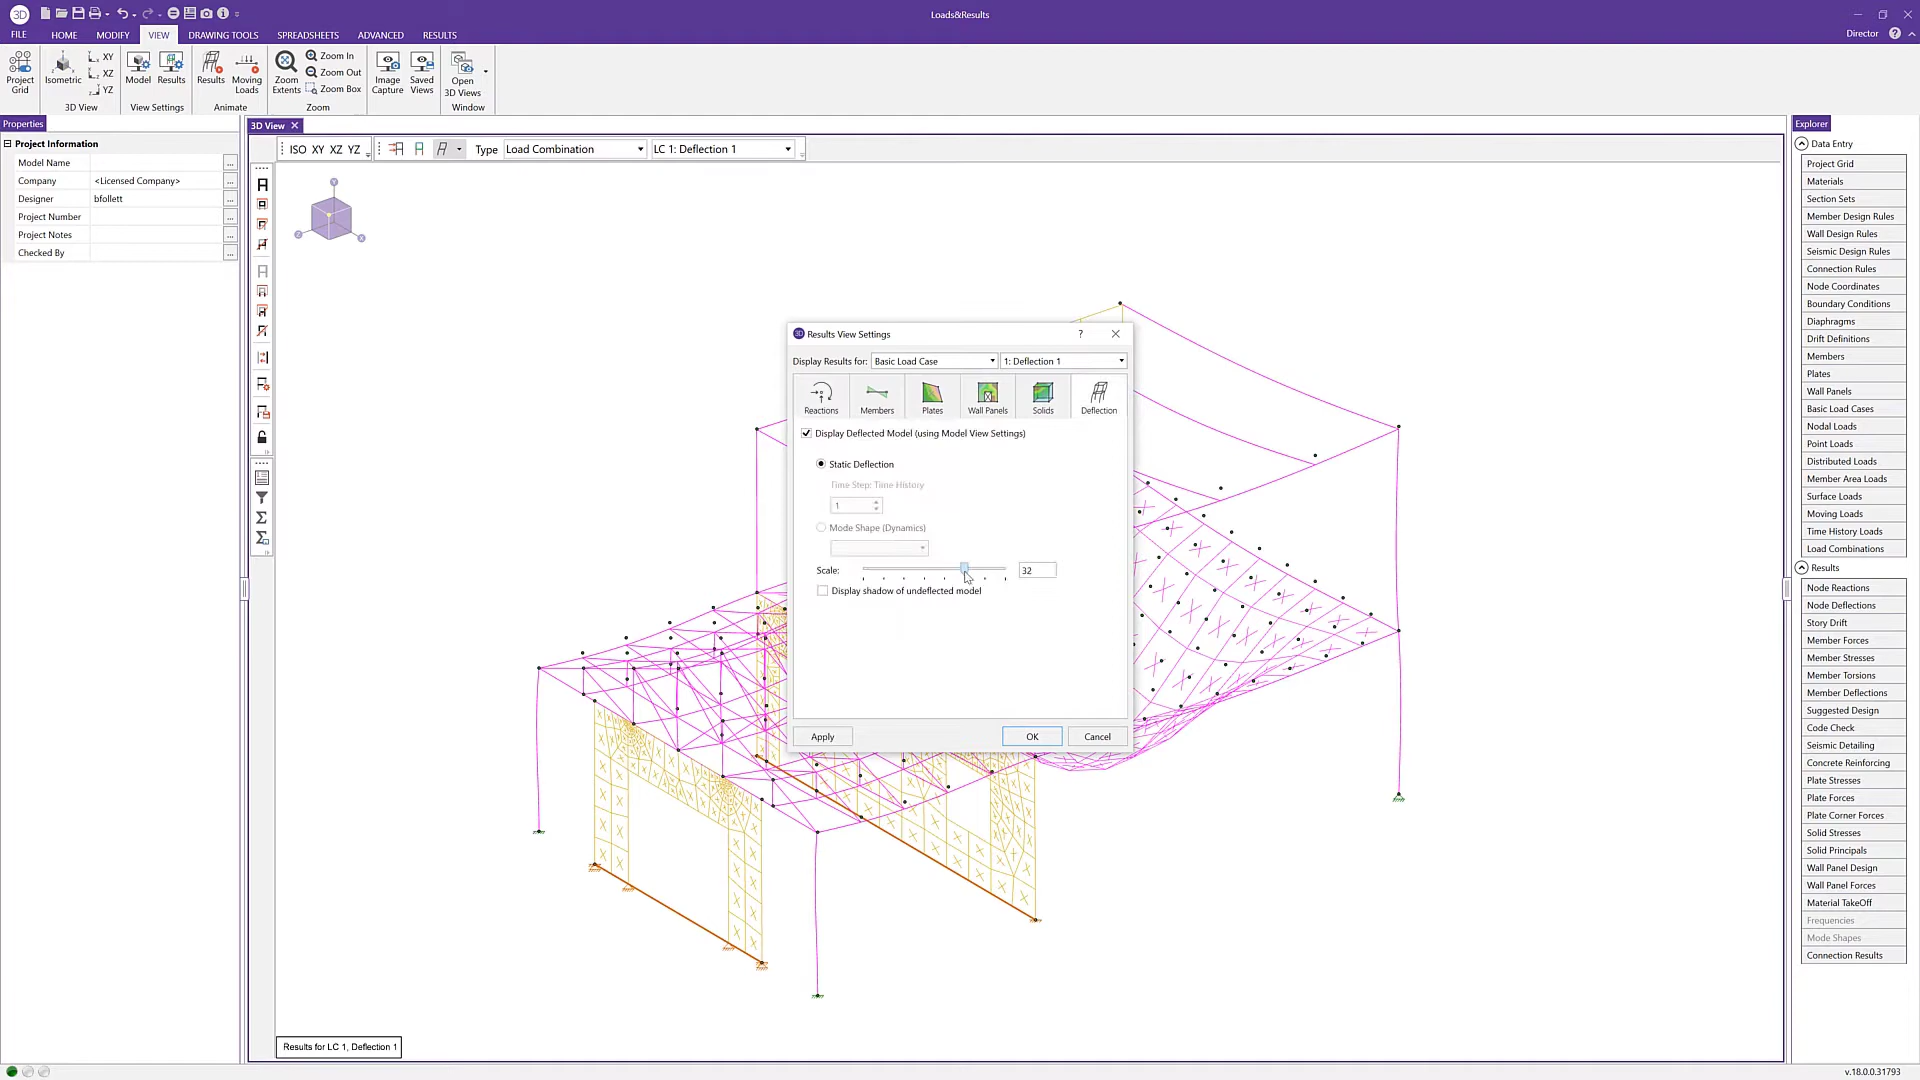 3D
Loads&Results
FILE HOME MODIFY VIEW DRAWING TOOLS SPREADSHEETS ADVANCED RESULTS
Director
Project Grid
Isometric
XY
XZ
YZ
3D View
Model
Results
View Settings
Results
Moving Loads
Animate
Zoom Extents
Zoom In
Zoom Out
Zoom Box
Zoom
Image Capture
Saved Views
Open 3D Views
Window
Properties
Project Information
Model Name ...
Company <Licensed Company> ...
Designer bfollett ...
Project Number ...
Project Notes ...
Checked By ...
3D View
ISO XY XZ YZ Type Load Combination LC 1: Deflection 1
Y
Z
X
Results View Settings ?
Display Results for: Basic Load Case 1: Deflection 1
Reactions Members Plates Wall Panels Solids Deflection
Display Deflected Model (using Model View Settings)
Static Deflection
Time Step: Time History
1
Mode Shape (Dynamics)
Scale: 32
Display shadow of undeflected model
Apply OK Cancel
Results for LC 1, Deflection 1
Explorer
Data Entry
Project Grid
Materials
Section Sets
Member Design Rules
Wall Design Rules
Seismic Design Rules
Connection Rules
Node Coordinates
Boundary Conditions
Diaphragms
Drift Definitions
Members
Plates
Wall Panels
Basic Load Cases
Nodal Loads
Point Loads
Distributed Loads
Member Area Loads
Surface Loads
Moving Loads
Time History Loads
Load Combinations
Results
Node Reactions
Node Deflections
Story Drift
Member Forces
Member Stresses
Member Torsions
Member Deflections
Suggested Design
Code Check
Seismic Detailing
Concrete Reinforcing
Plate Stresses
Plate Forces
Plate Corner Forces
Solid Stresses
Solid Principals
Wall Panel Design
Wall Panel Forces
Material TakeOff
Frequencies
Mode Shapes
Connection Results
v.18.0.0.31793